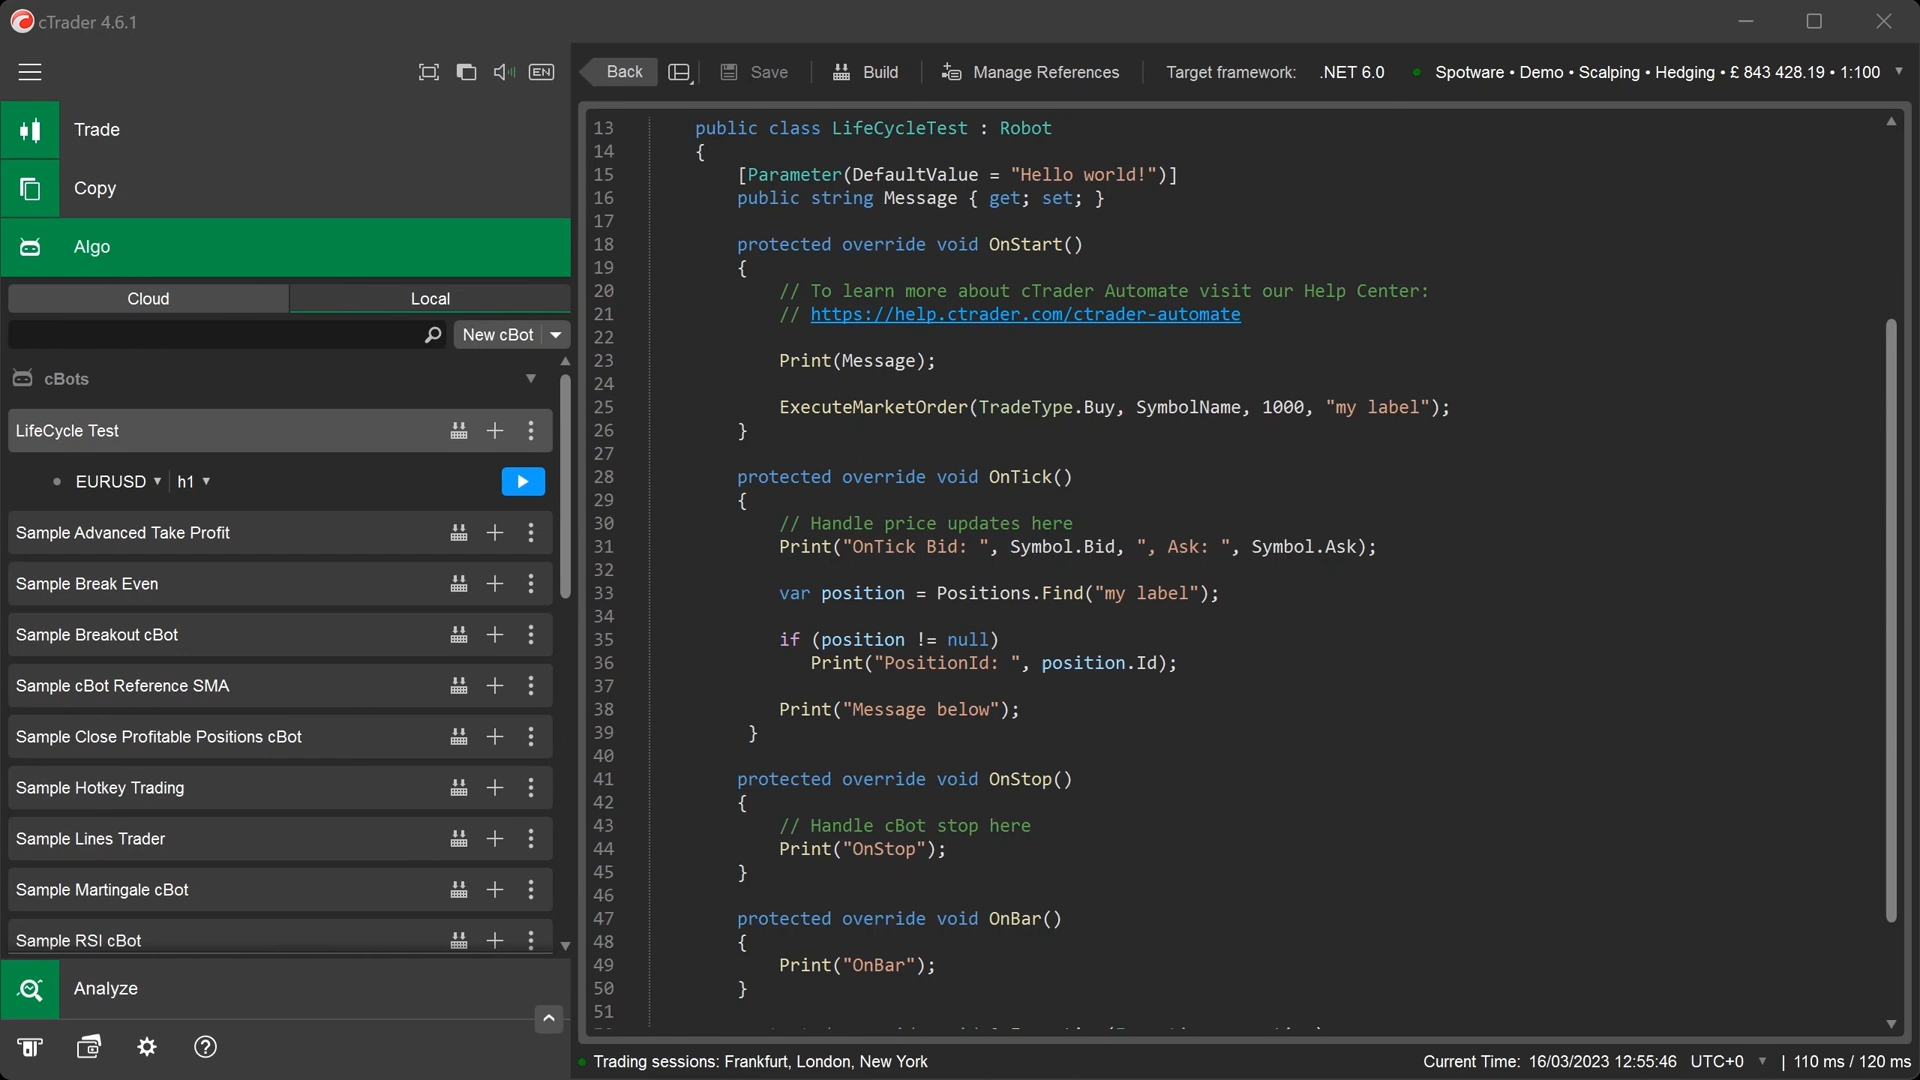 cTrader 4.6.1
EN
Trade
Copy
Algo
Cloud
Local
New cBot
cBots
LifeCycle Test
EURUSD h1
Sample Advanced Take Profit
Sample Break Even
Sample Breakout cBot
Sample cBot Reference SMA
Sample Close Profitable Positions cBot
Sample Hotkey Trading
Sample Lines Trader
Sample Martingale cBot
Sample RSI cBot
Analyze
Back
Save
Build
Manage References
Target framework: .NET 6.0
Spotware • Demo • Scalping • Hedging • £ 843 428.19 • 1:100
13 public class LifeCycleTest : Robot
14 {
15 [Parameter(DefaultValue = "Hello world!")]
16 public string Message { get; set; }
17
18 protected override void OnStart()
19 {
20 // To learn more about cTrader Automate visit our Help Center:
21 // https://help.ctrader.com/ctrader-automate
22
23 Print(Message);
24
25 ExecuteMarketOrder(TradeType.Buy, SymbolName, 1000, "my label");
26 }
27
28 protected override void OnTick()
29 {
30 // Handle price updates here
31 Print("OnTick Bid: ", Symbol.Bid, ", Ask: ", Symbol.Ask);
32
33 var position = Positions.Find("my label");
34
35 if (position != null)
36 Print("PositionId: ", position.Id);
37
38 Print("Message below");
39 }
40
41 protected override void OnStop()
42 {
43 // Handle cBot stop here
44 Print("OnStop");
45 }
46
47 protected override void OnBar()
48 {
49 Print("OnBar");
50 }
51
Trading sessions: Frankfurt, London, New York
Current Time: 16/03/2023 12:55:46 UTC+0 | 110 ms / 120 ms